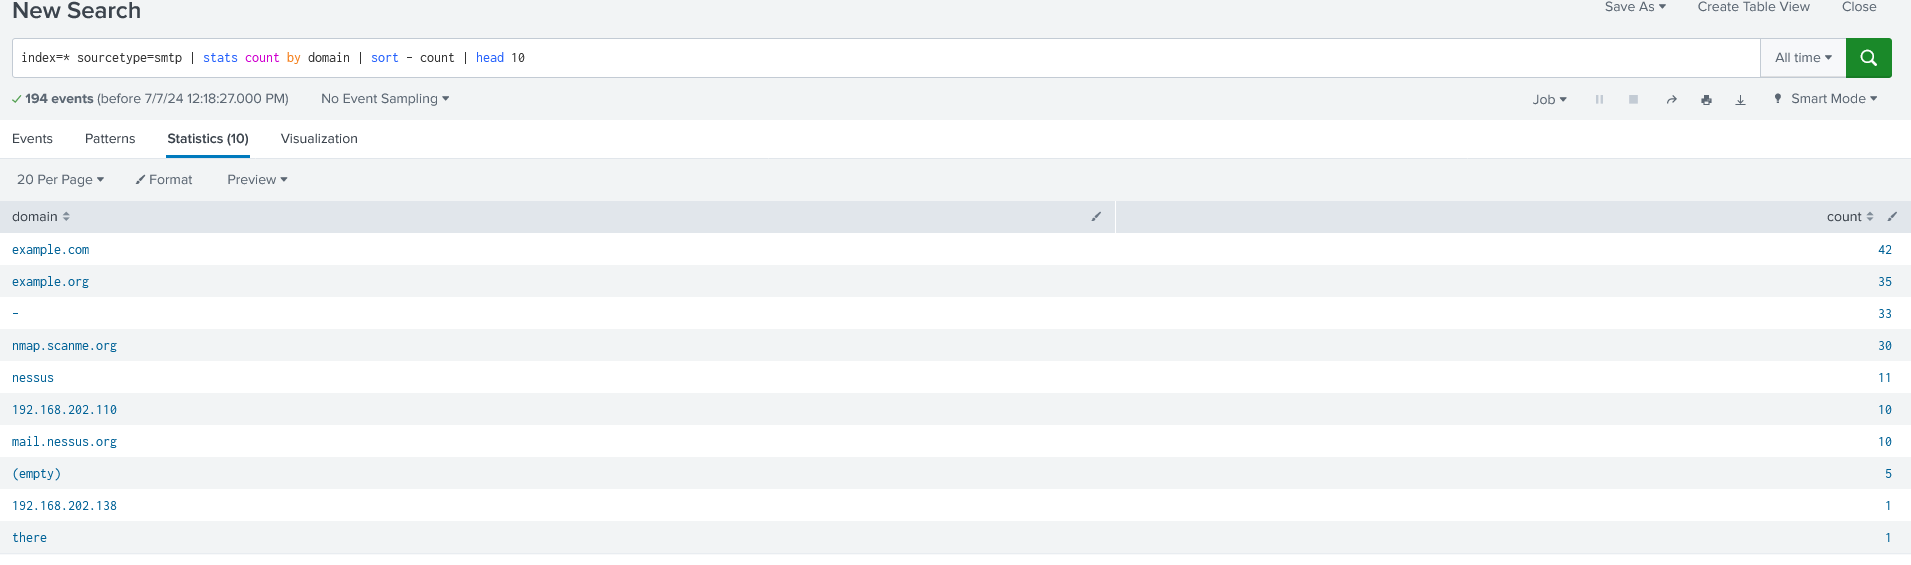 New Search
Save As Create Table View Close
index=* sourcetype=smtp | stats count by domain | sort - count | head 10
All time
194 events (before 7/7/24 12:18:27.000 PM) No Event Sampling
Job Smart Mode
Events Patterns Statistics (10) Visualization
20 Per Page Format Preview
domain count
example.com 42
example.org 35
- 33
nmap.scanme.org 30
nessus 11
192.168.202.110 10
mail.nessus.org 10
(empty) 5
192.168.202.138 1
there 1